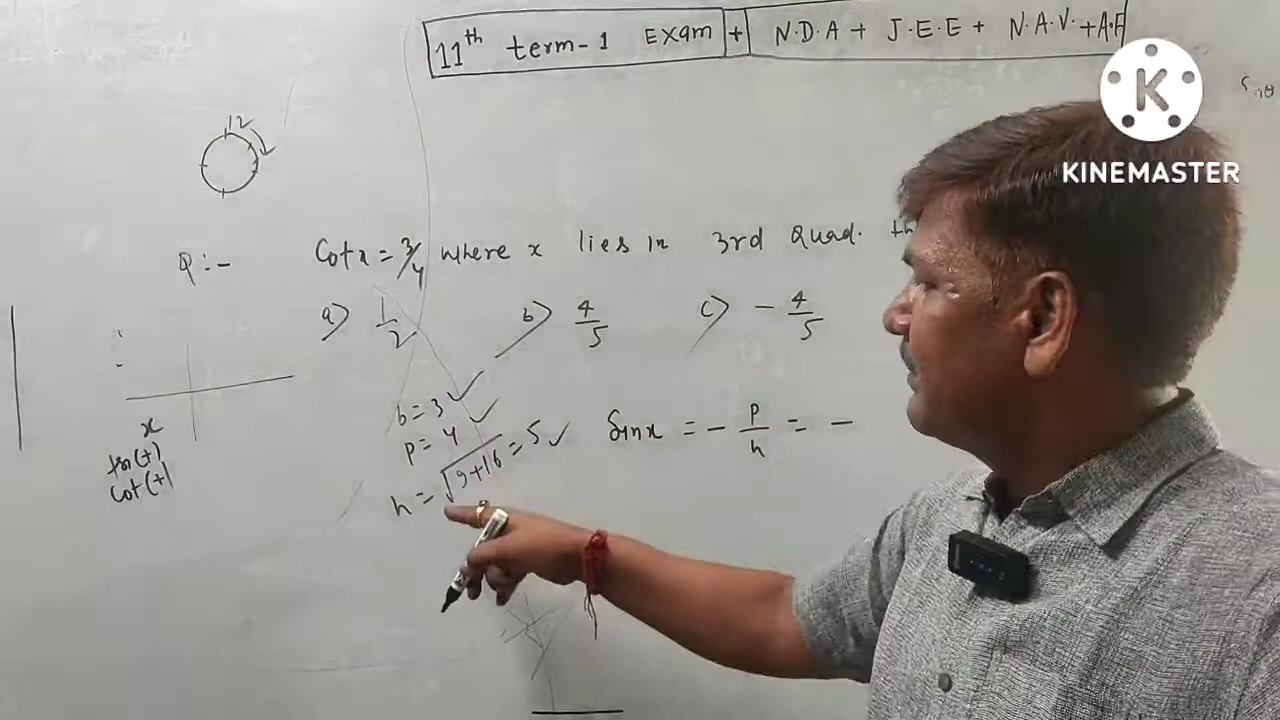 11th term-1 Exam + N.D.A + J.E.E + N.A.V. + A.F
K
KINEMASTER
12
Q:- Cot x = 3/4 where x lies in 3rd Quad.
a) 1/2 b) 4/5 c) - 4/5
b = 3 ✓
p = 4 ✓
h = √9+16 = 5 ✓
Sin x = - p/h = -
x
tan(+)
cot(+)